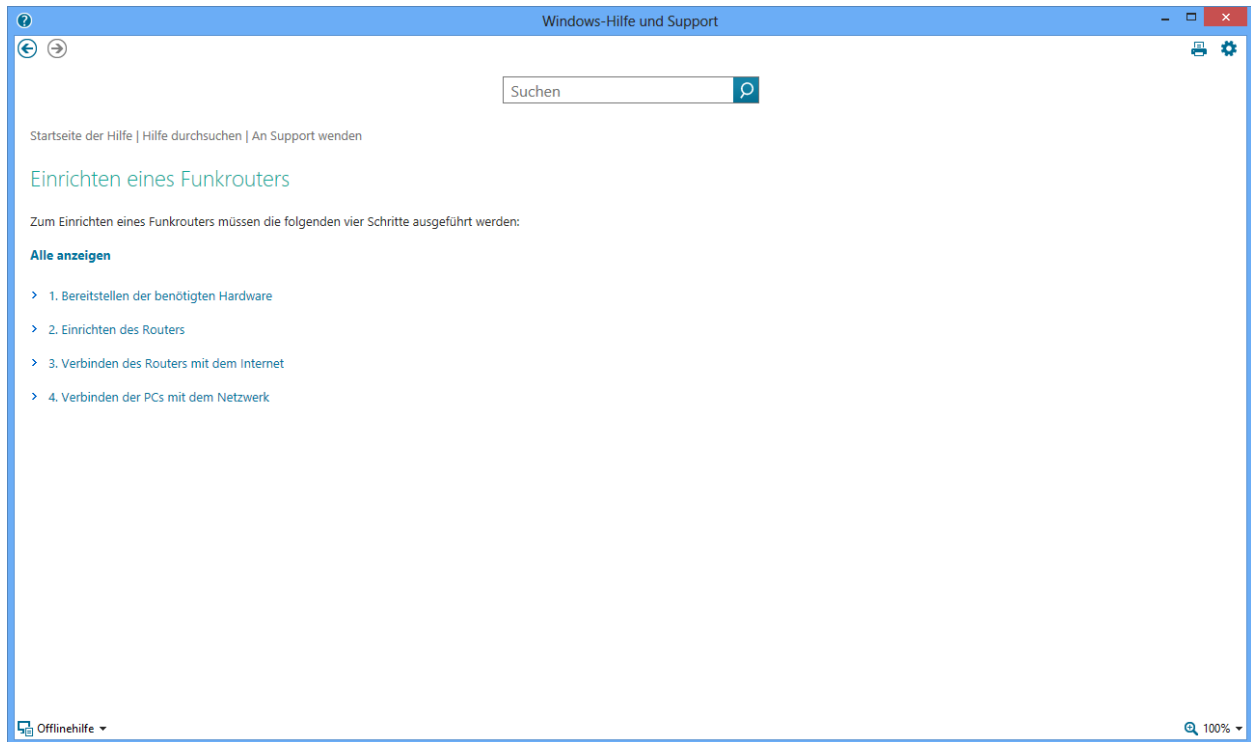 Windows-Hilfe und Support
Suchen
Startseite der Hilfe | Hilfe durchsuchen | An Support wenden
Einrichten eines Funkrouters
Zum Einrichten eines Funkrouters müssen die folgenden vier Schritte ausgeführt werden:
Alle anzeigen
1. Bereitstellen der benötigten Hardware
2. Einrichten des Routers
3. Verbinden des Routers mit dem Internet
4. Verbinden der PCs mit dem Netzwerk
Offlinehilfe
100%